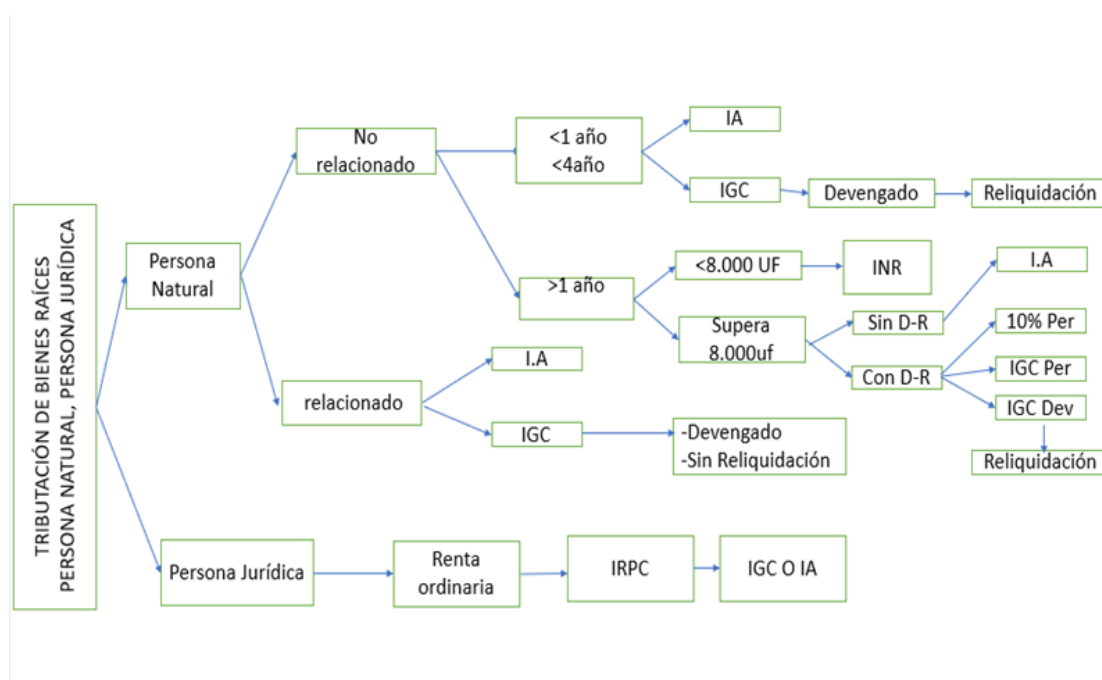 TRIBUTACIÓN DE BIENES RAÍCES
PERSONA NATURAL, PERSONA JURÍDICA
Persona
Natural
No
relacionado
<1 año
<4año
IA
IGC
Devengado
Reliquidación
>1 año
<8.000 UF
INR
Supera
8.000uf
Sin D-R
I.A
Con D-R
10% Per
IGC Per
IGC Dev
Reliquidación
relacionado
I.A
IGC
-Devengado
-Sin Reliquidación
Persona Jurídica
Renta
ordinaria
IRPC
IGC O IA